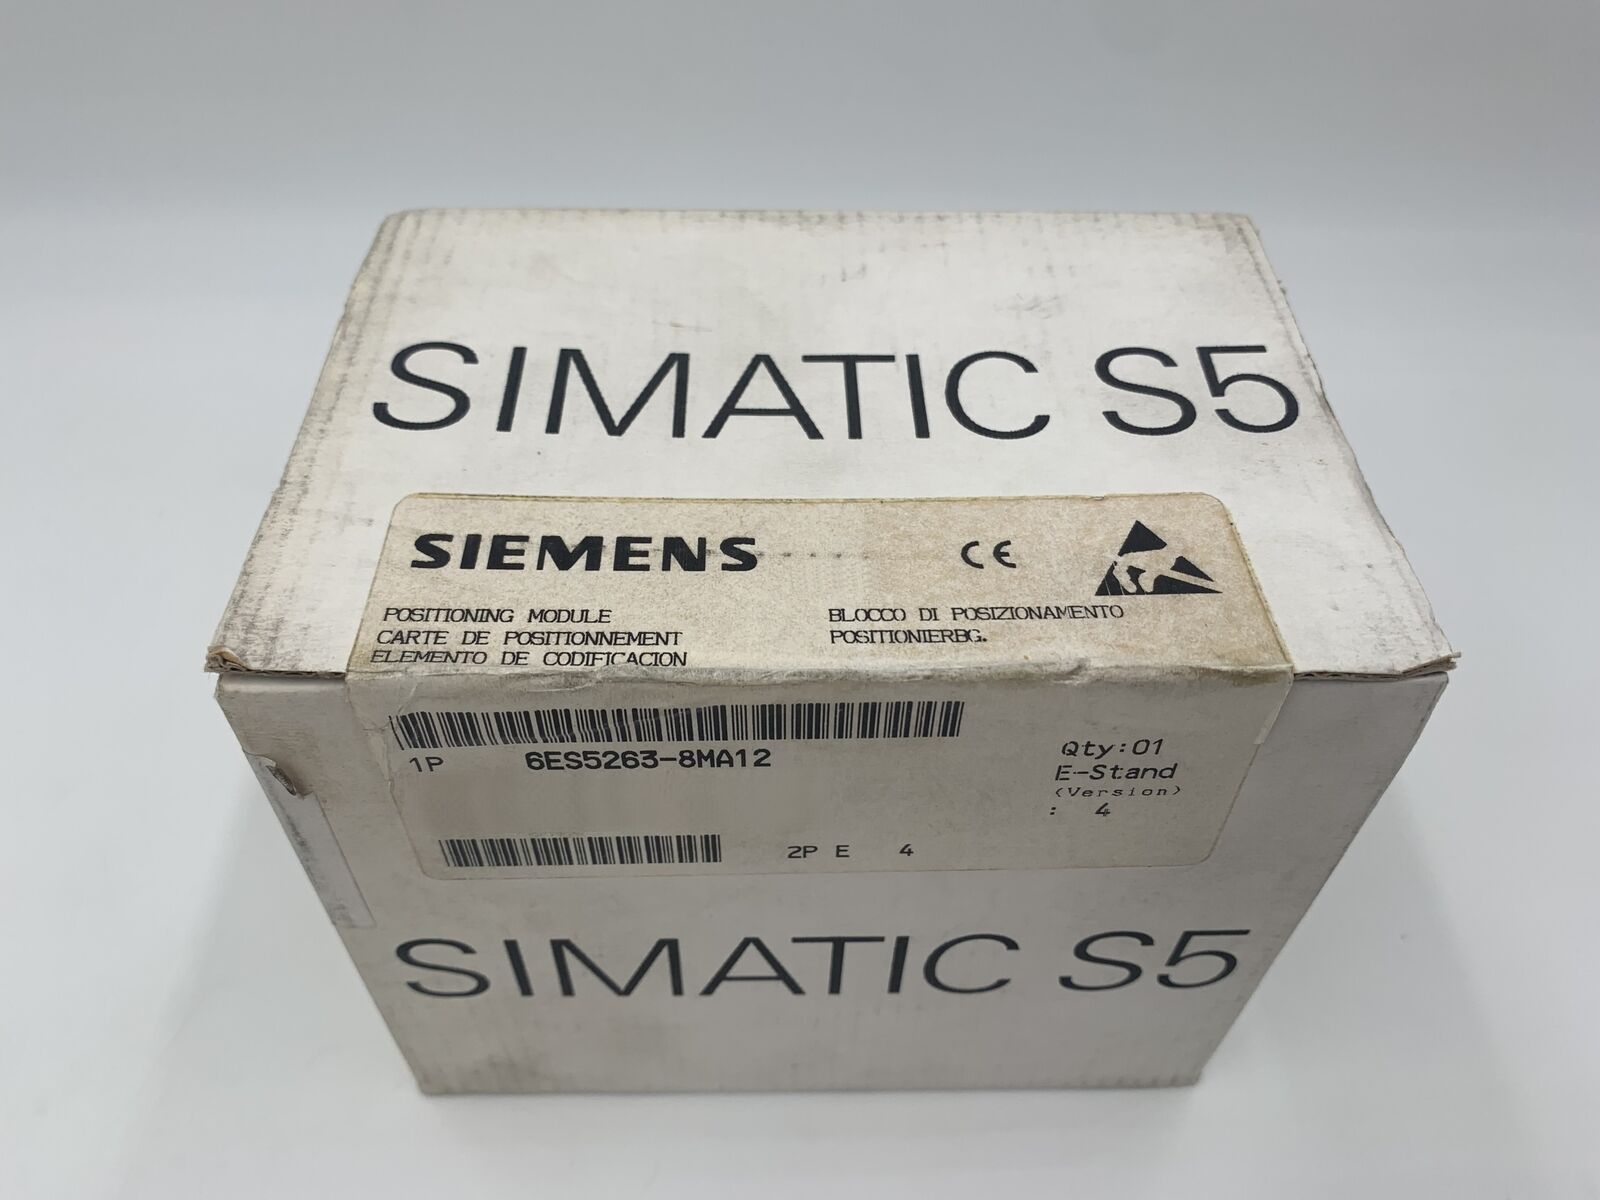 SIMATIC S5
SIEMENS
CE
POSITIONING MODULE
CARTE DE POSITIONNEMENT
ELEMENTO DE CODIFICACION
BLOCCO DI POSIZIONAMENTO
POSITIONIERBG.
1P 6ES5263-8MA12
Qty:01
E-Stand
(Version)
: 4
2P E 4
SIMATIC S5